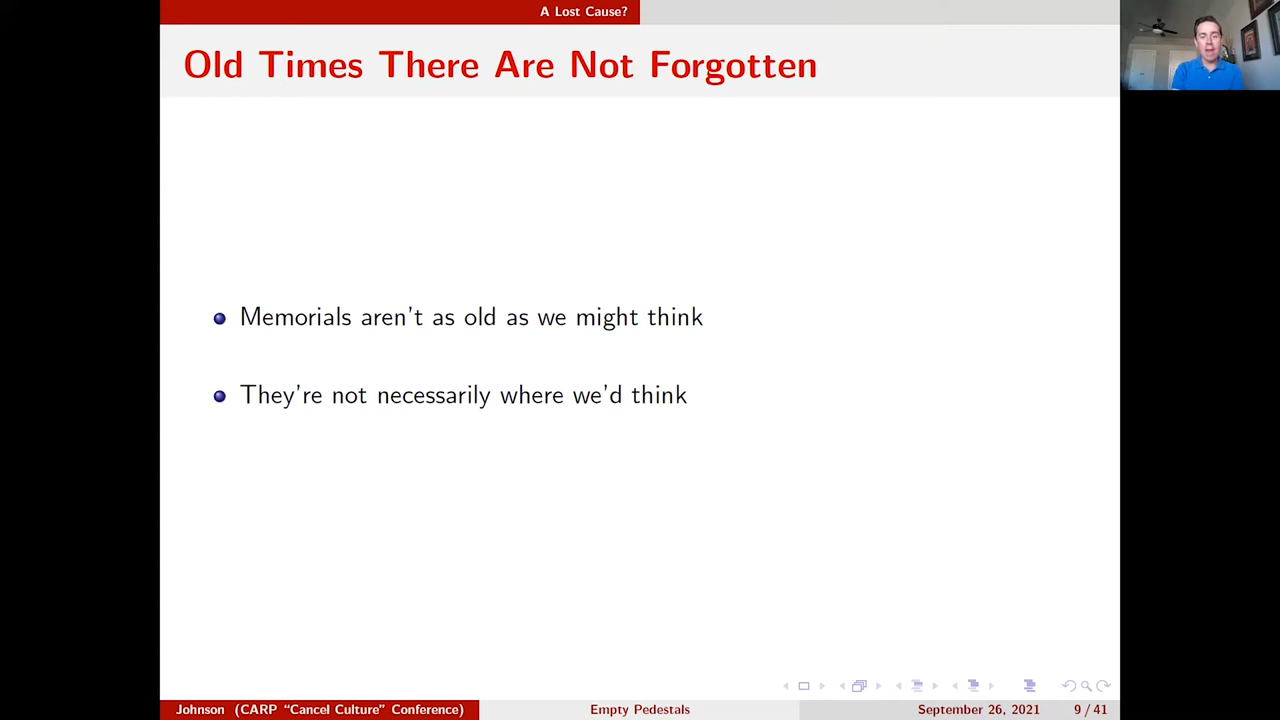 A Lost Cause?
Old Times There Are Not Forgotten
Memorials aren't as old as we might think
They're not necessarily where we'd think
Johnson (CARP “Cancel Culture” Conference)
Empty Pedestals
September 26, 2021
9 / 41